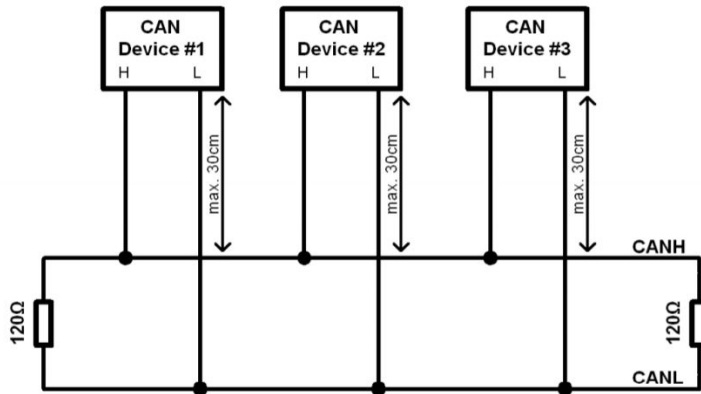 CAN
Device #1
H L
CAN
Device #2
H L
CAN
Device #3
H L
max. 30cm
max. 30cm
max. 30cm
CANH
120Ω
120Ω
CANL